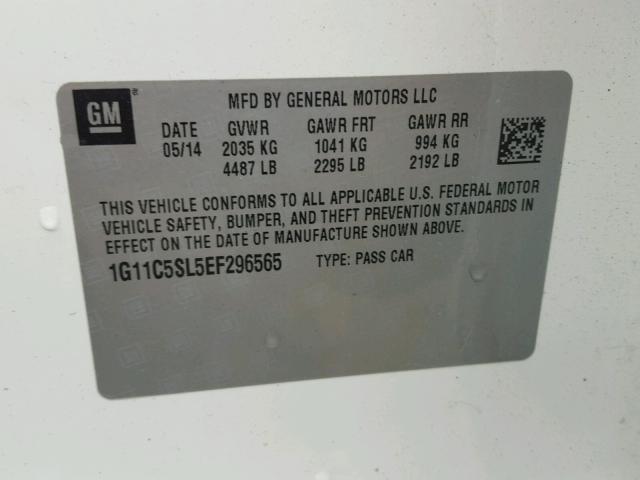 GM ®
MFD BY GENERAL MOTORS LLC
DATE GVWR GAWR FRT GAWR RR
05/14 2035 KG 1041 KG 994 KG
4487 LB 2295 LB 2192 LB
THIS VEHICLE CONFORMS TO ALL APPLICABLE U.S. FEDERAL MOTOR
VEHICLE SAFETY, BUMPER, AND THEFT PREVENTION STANDARDS IN
EFFECT ON THE DATE OF MANUFACTURE SHOWN ABOVE.
1G11C5SL5EF296565 TYPE: PASS CAR